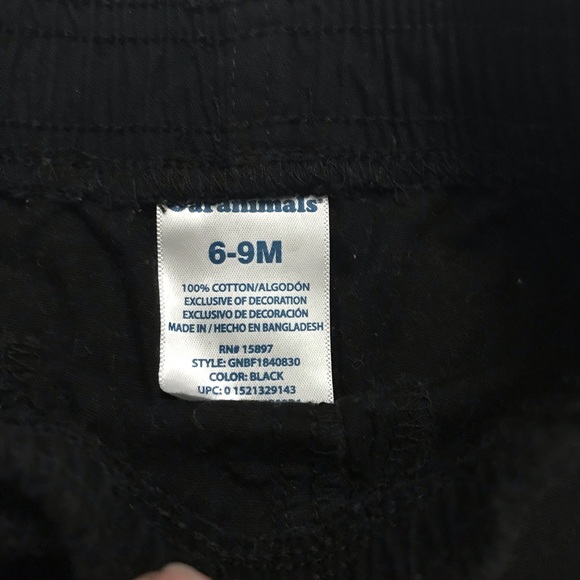 Garanimals®
6-9M
100% COTTON/ALGODÓN
EXCLUSIVE OF DECORATION
EXCLUSIVO DE DECORACIÓN
MADE IN / HECHO EN BANGLADESH
RN# 15897
STYLE: GNBF1840830
COLOR: BLACK
UPC: 0 1521329143